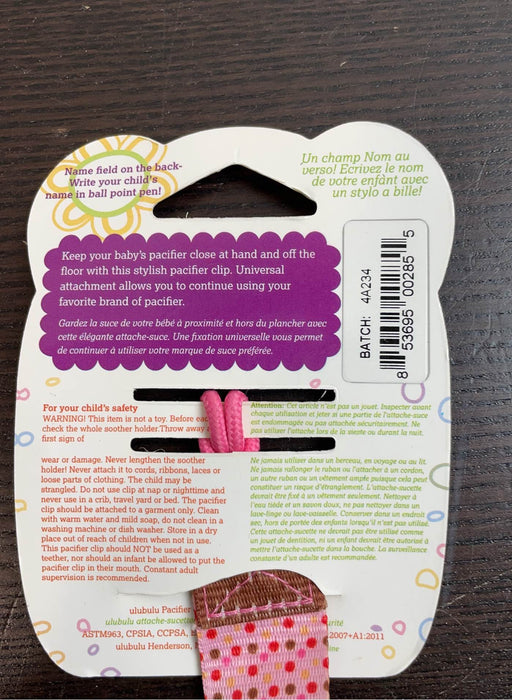 Name field on the back-
Write your child's
name in ball point pen!
Un champ Nom au
verso! Ecrivez le nom
de votre enfant avec
un stylo a bille!
Keep your baby's pacifier close at hand and off the
floor with this stylish pacifier clip. Universal
attachment allows you to continue using your
favorite brand of pacifier.
Gardez la suce de votre bébé à proximité et hors du plancher avec
cette élégante attache-suce. Une fixation universelle vous permet
de continuer à utiliser votre marque de suce préférée.
BATCH: 4A234
8 53695 00285 5
For your child's safety
WARNING! This item is not a toy. Before
check the whole soother holder.Throw away
first sign of
wear or damage. Never lengthen the soother
holder! Never attach it to cords, ribbons, laces or
loose parts of clothing. The child may be
strangled. Do not use clip at nap or nighttime and
never use in a crib, travel yard or bed. The pacifier
clip should be attached to a garment only. Clean
with warm water and mild soap, do not clean in a
washing machine or dish washer. Store in a dry
place out of reach of children when not in use.
This pacifier clip should NOT be used as a
teether, nor should an infant be allowed to put the
pacifier clip in their mouth. Constant adult
supervision is recommended.
Attention: Cet article n'est pas un jouet. Inspecter avant
chaque utilisation et jeter si une partie de l'attache-suce
est endommagée ou pas attachée sécuritairement. Ne
pas utiliser l'attache lors de la sieste ou durant la nuit.
Ne jamais utiliser dans un berceau, en voyage ou au lit.
Ne jamais rallonger le ruban ou l'attacher à un cordon,
un autre ruban ou un vêtement ample puisque cela peut
constituer un risque d'étranglement. L'attache-sucette
devrait être fixé à un vêtement seulement. Nettoyer à
l'eau tiède et un savon doux, ne pas nettoyer dans un
lave-linge ou lave-vaisselle. Conserver dans un endroit
sec, hors de portée des enfants lorsqu'il n'est pas utilisé.
Cette attache-sucette ne devrait pas être utilisée comme
un jouet de dentition, ni un enfant devrait être autorisé à
mettre l'attache-sucette dans la bouche. La surveillance
constante d'un adulte est recommandée.
ulubulu Pacifier
ulubulu attache-sucette
ASTM963, CPSIA, CCPSA,
2007+A1:2011
ulubulu Henderson,